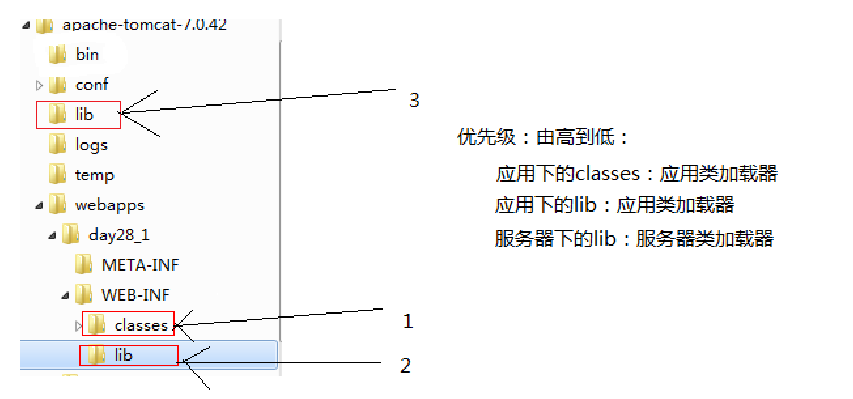 apache-tomcat-7.0.42
bin
conf
lib
3
logs
temp
webapps
day28_1
META-INF
WEB-INF
classes
1
lib
2
优先级：由高到低：
应用下的classes：应用类加载器
应用下的lib：应用类加载器
服务器下的lib：服务器类加载器